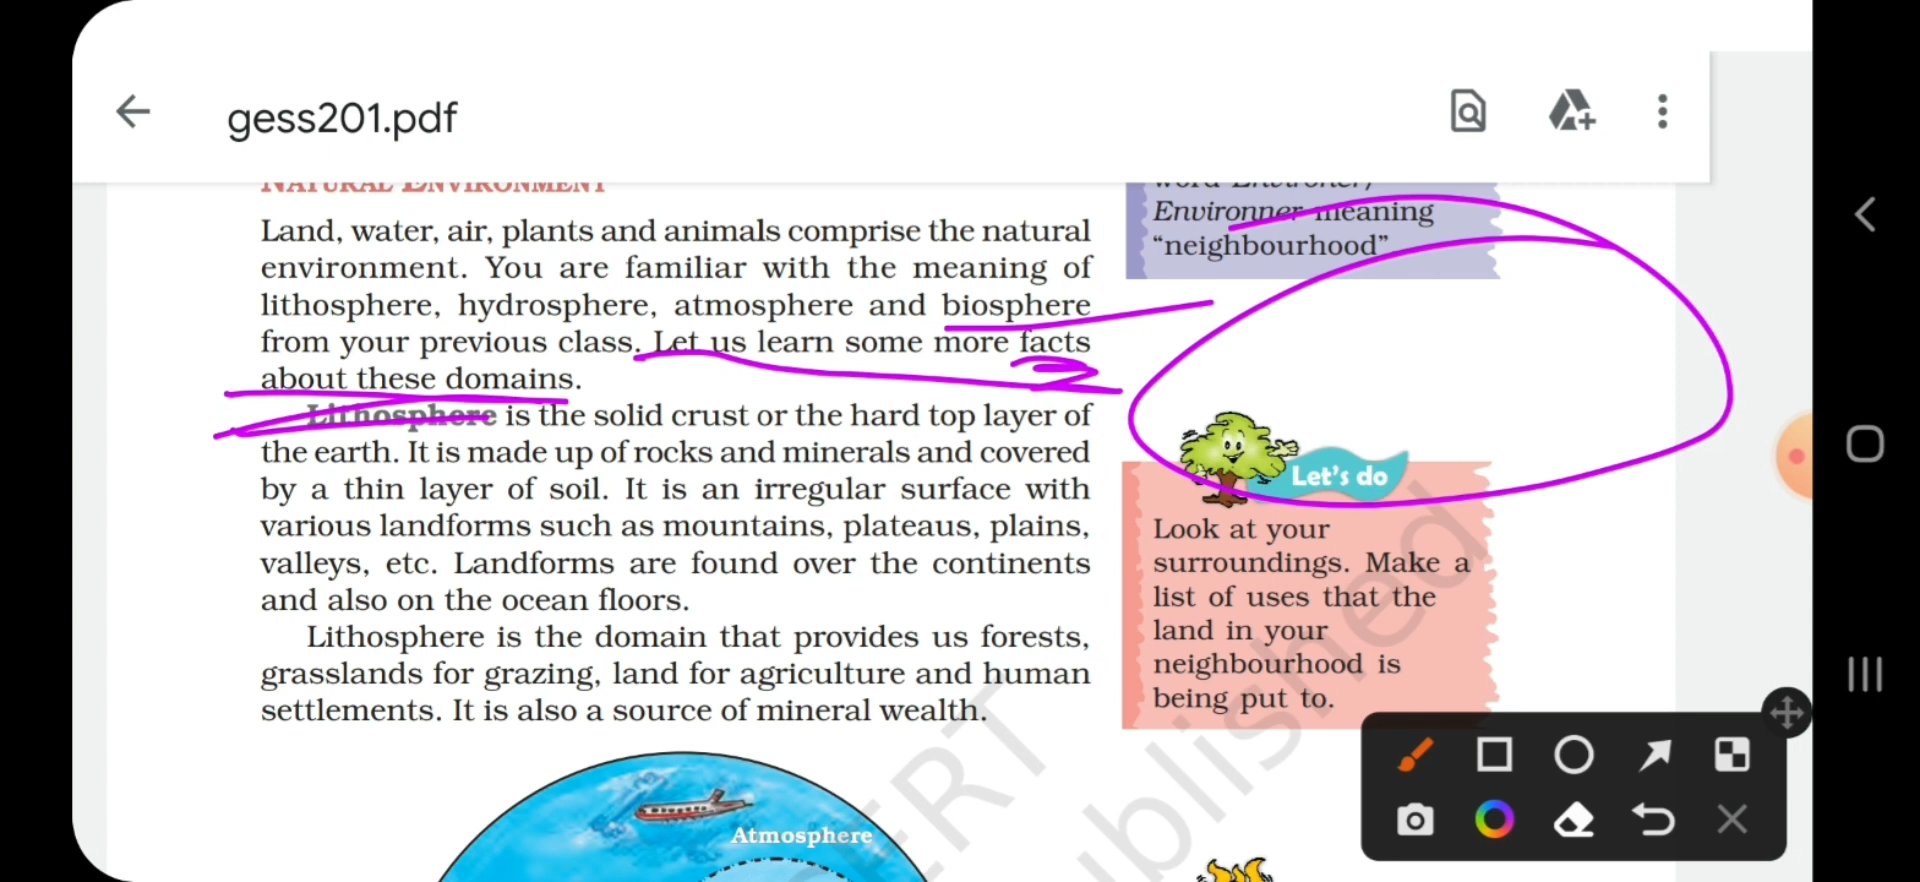 gess201.pdf
NATURAL ENVIRONMENT
Land, water, air, plants and animals comprise the natural
environment. You are familiar with the meaning of
lithosphere, hydrosphere, atmosphere and biosphere
from your previous class. Let us learn some more facts
about these domains.
Lithosphere is the solid crust or the hard top layer of
the earth. It is made up of rocks and minerals and covered
by a thin layer of soil. It is an irregular surface with
various landforms such as mountains, plateaus, plains,
valleys, etc. Landforms are found over the continents
and also on the ocean floors.
Lithosphere is the domain that provides us forests,
grasslands for grazing, land for agriculture and human
settlements. It is also a source of mineral wealth.
Atmosphere
word Environer/
Environner meaning
“neighbourhood”
Let’s do
Look at your
surroundings. Make a
list of uses that the
land in your
neighbourhood is
being put to.
ERT
blished